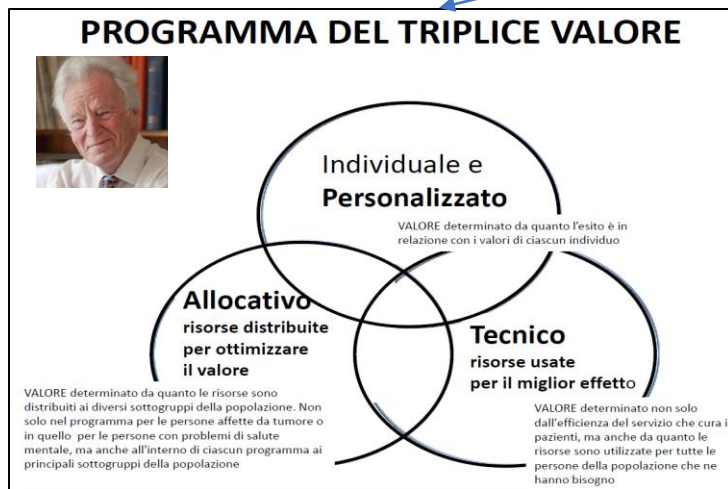 PROGRAMMA DEL TRIPLICE VALORE
Individuale e
Personalizzato
VALORE determinato da quanto l'esito è in
relazione con i valori di ciascun individuo
Allocativo
risorse distribuite
per ottimizzare
il valore
VALORE determinato da quanto le risorse sono
distribuiti ai diversi sottogruppi della popolazione. Non
solo nel programma per le persone affette da tumore o
in quello per le persone con problemi di salute
mentale, ma anche all'interno di ciascun programma ai
principali sottogruppi della popolazione
Tecnico
risorse usate
per il miglior effetto
VALORE determinato non solo
dall'efficienza del servizio che cura i
pazienti, ma anche da quanto le
risorse sono utilizzate per tutte le
persone della popolazione che ne
hanno bisogno